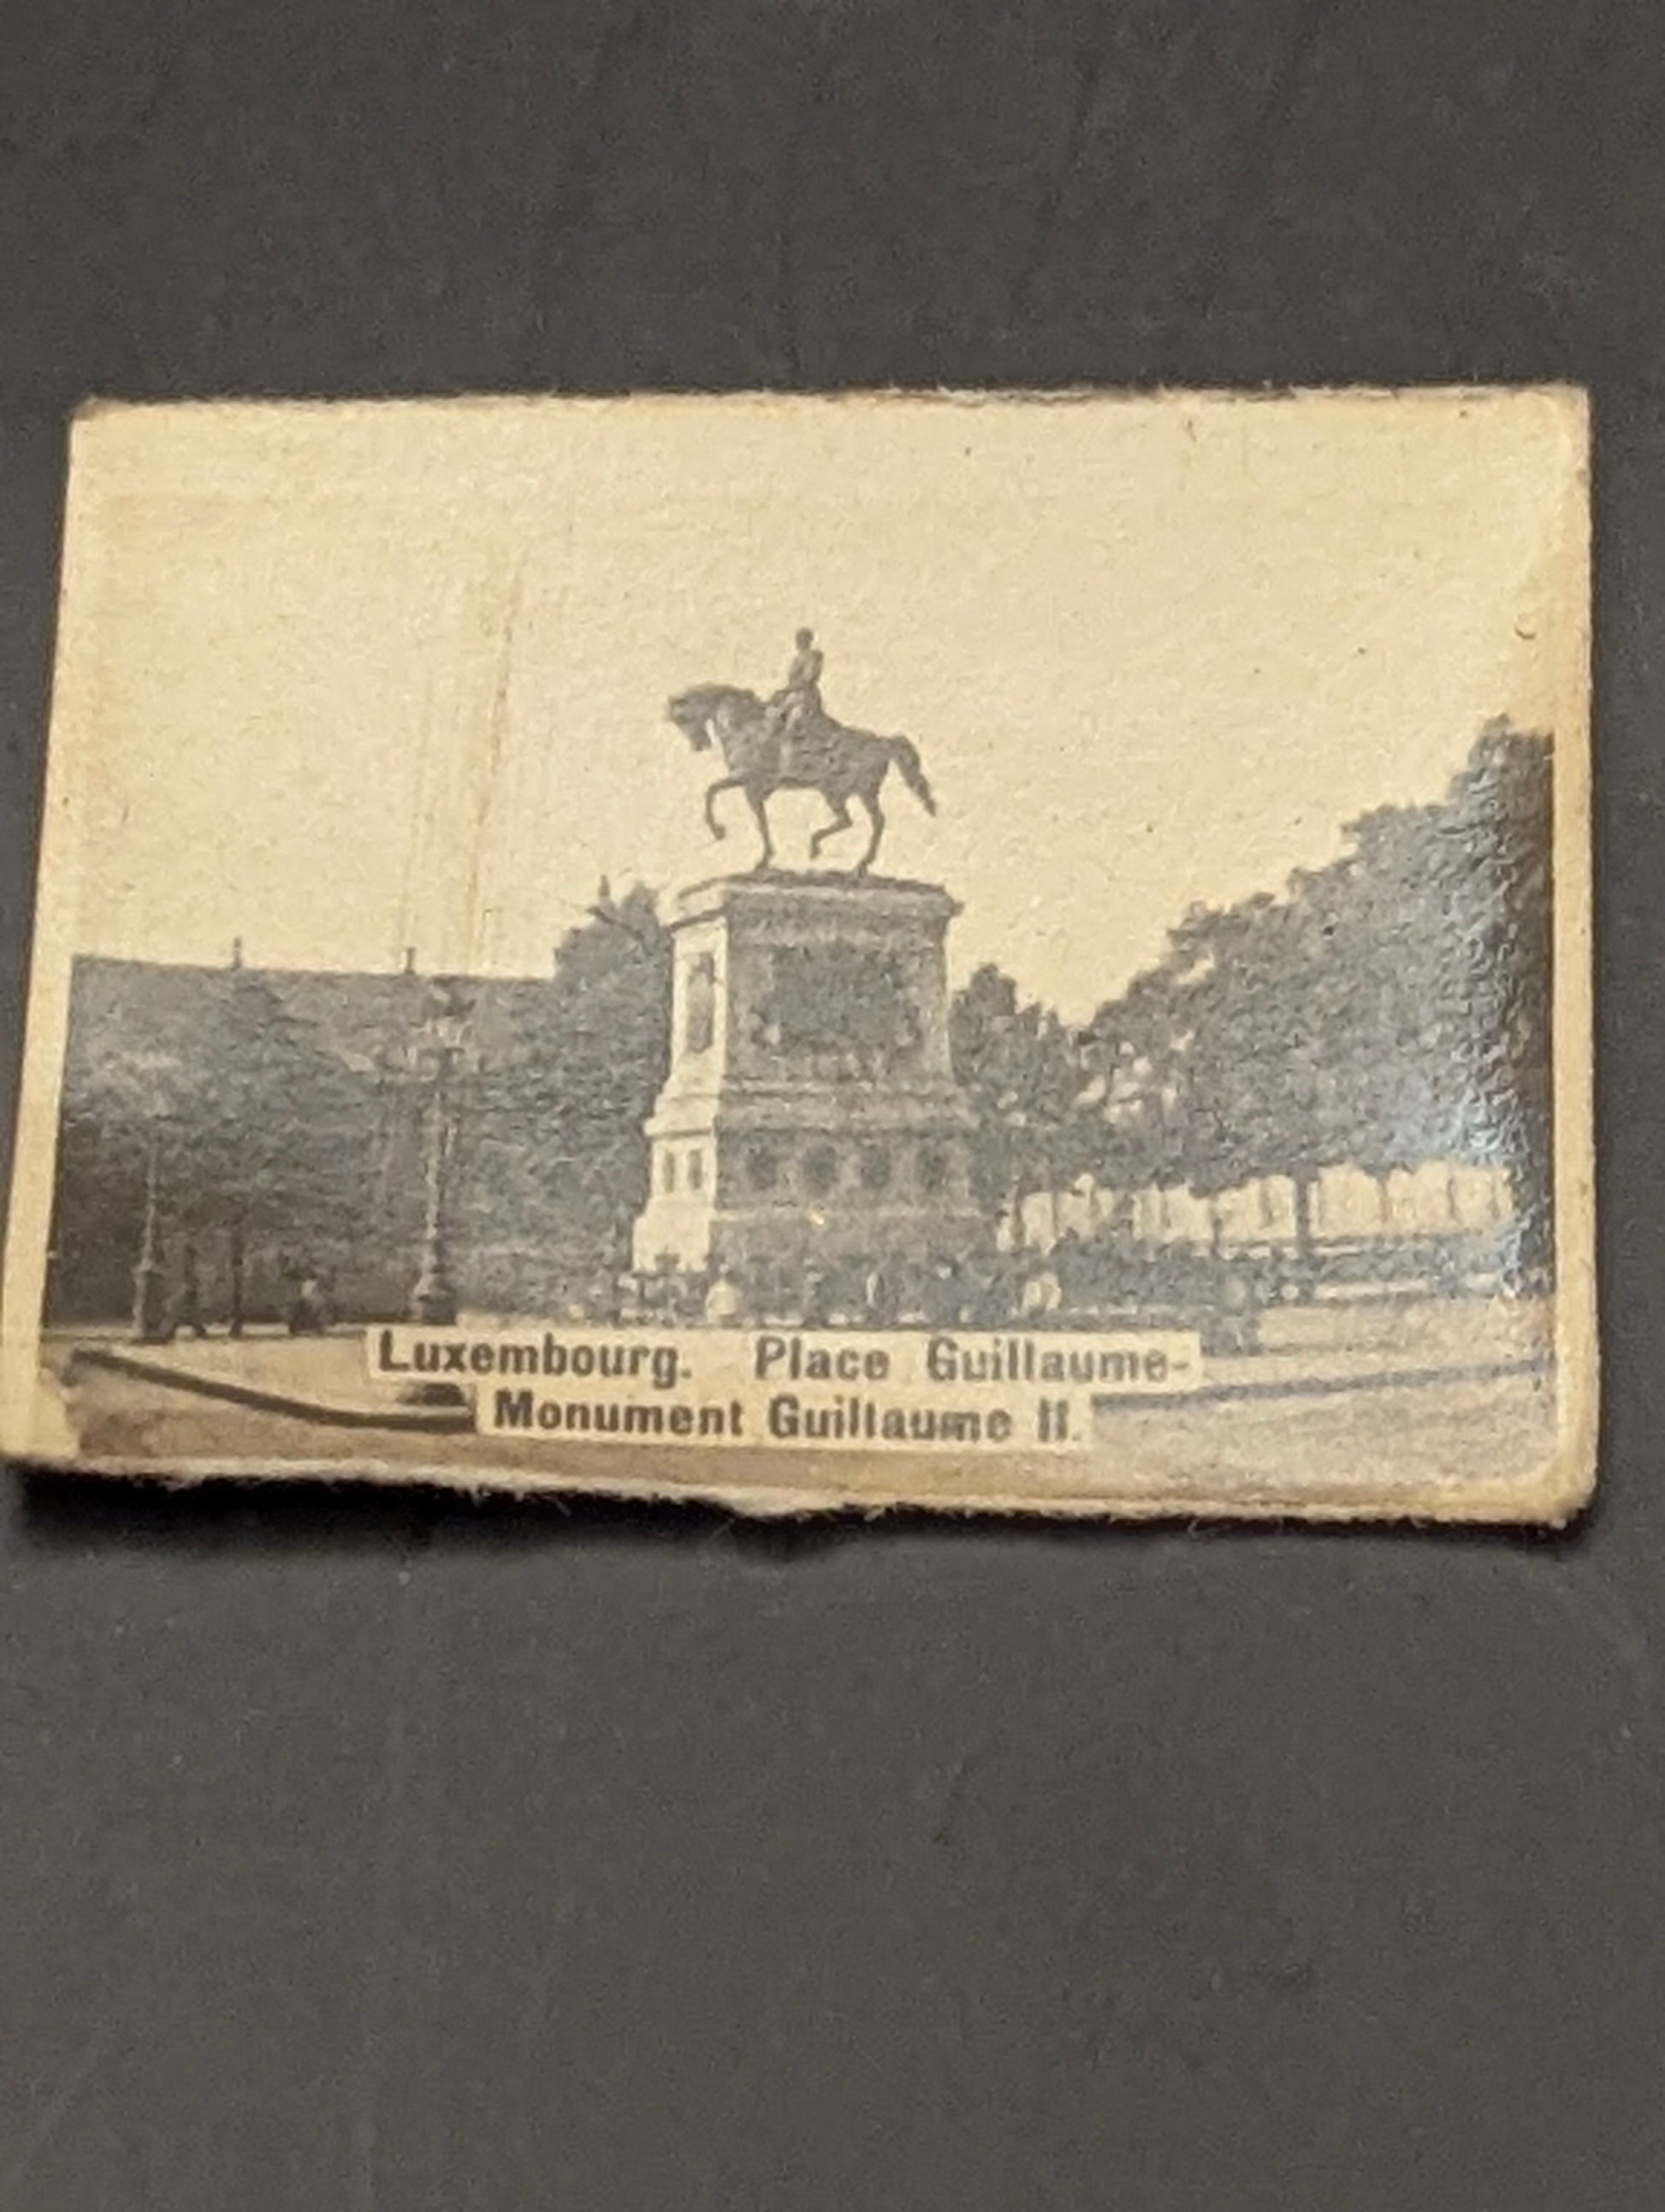 Luxembourg. Place Guillaume-
Monument Guillaume II.